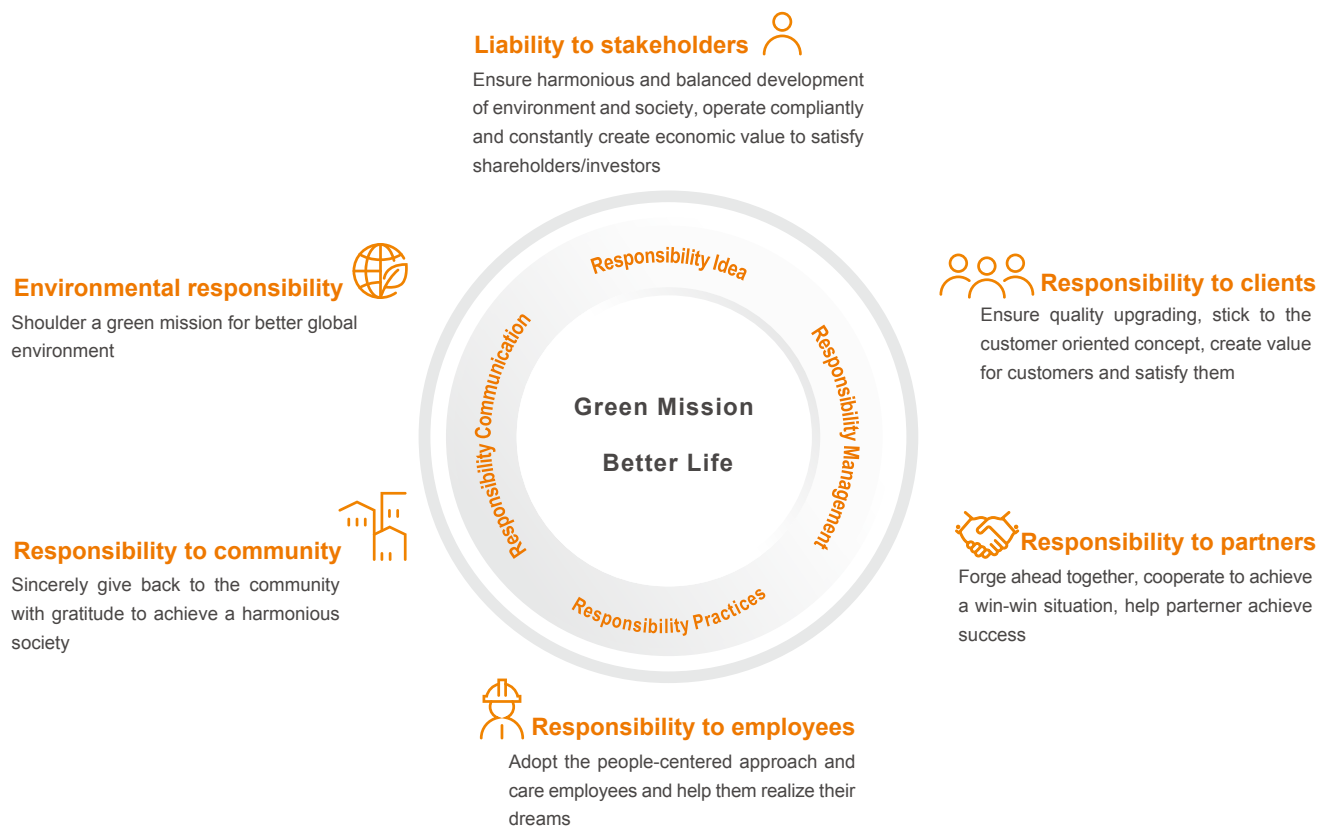 Liability to stakeholders
Ensure harmonious and balanced development
of environment and society, operate compliantly
and constantly create economic value to satisfy
shareholders/investors
Environmental responsibility
Shoulder a green mission for better global
environment
Responsibility to clients
Ensure quality upgrading, stick to the
customer oriented concept, create value
for customers and satisfy them
Responsibility Idea
Responsibility Communication
Responsibility Management
Responsibility Practices
Green Mission
Better Life
Responsibility to community
Sincerely give back to the community
with gratitude to achieve a harmonious
society
Responsibility to partners
Forge ahead together, cooperate to achieve
a win-win situation, help parterner achieve
success
Responsibility to employees
Adopt the people-centered approach and
care employees and help them realize their
dreams